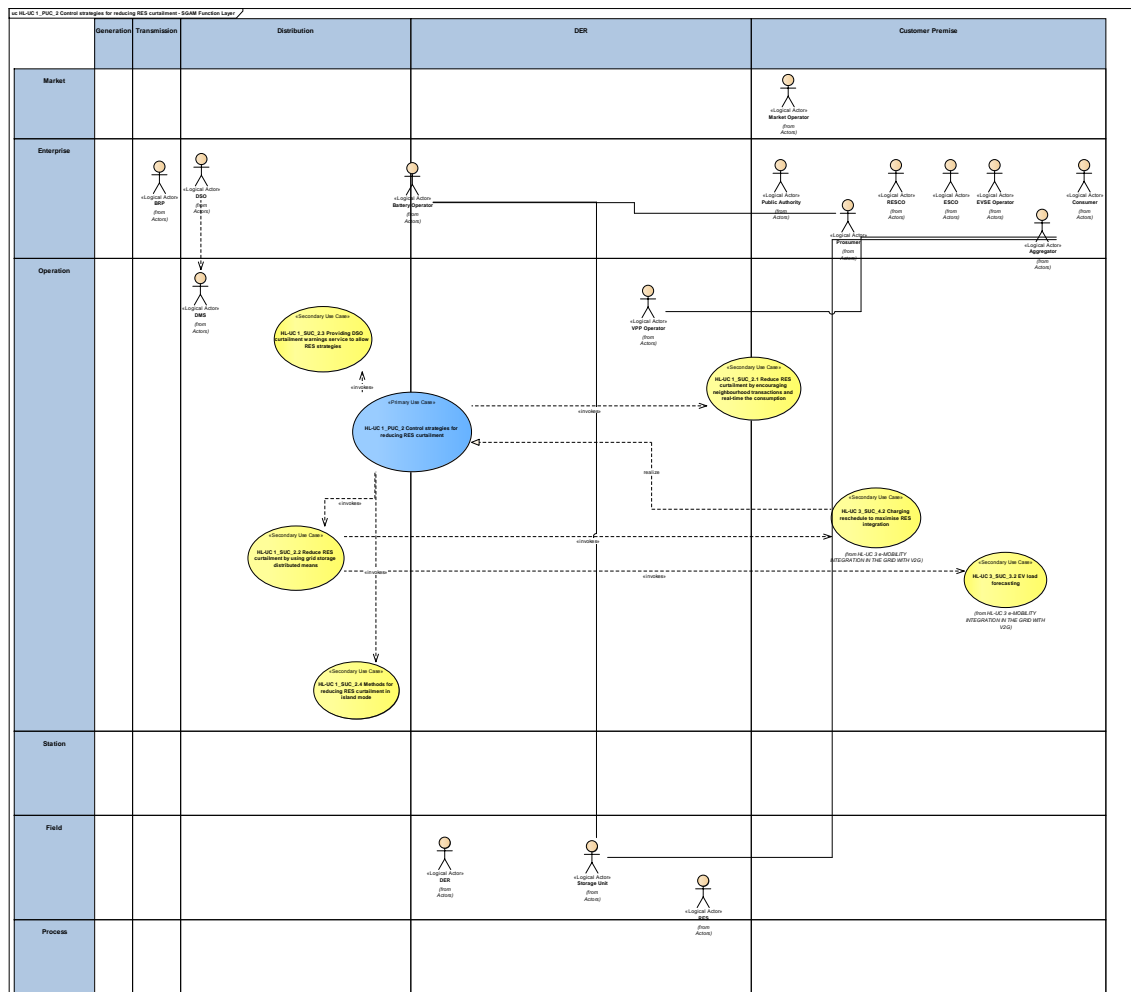 uc HL-UC 1_PUC_2 Control strategies for reducing RES curtailment - SGAM Function Layer
Generation
Transmission
Distribution
DER
Customer Premise
Market
«Logical Actor»
Market Operator
(from
Actors)
Enterprise
«Logical Actor»
BRP
(from
Actors)
«Logical Actor»
DSO
(from
Actors)
«Logical Actor»
Battery Operator
(from
Actors)
«Logical Actor»
Public Authority
(from
Actors)
«Logical Actor»
Prosumer
(from
Actors)
«Logical Actor»
RESCO
(from
Actors)
«Logical Actor»
ESCO
(from
Actors)
«Logical Actor»
EVSE Operator
(from
Actors)
«Logical Actor»
Aggregator
(from
Actors)
«Logical Actor»
Consumer
(from
Actors)
Operation
«Logical Actor»
DMS
(from
Actors)
«Logical Actor»
VPP Operator
(from
Actors)
«Secondary Use Case»
HL-UC 1_SUC_2.3 Providing DSO
curtailment warnings service to allow
RES strategies
«invokes»
«Secondary Use Case»
HL-UC 1_SUC_2.1 Reduce RES
curtailment by encouraging
neighbourhood transactions and
real-time the consumption
«Primary Use Case»
HL-UC 1_PUC_2 Control strategies for
reducing RES curtailment
«invokes»
realize
«invokes»
«Secondary Use Case»
HL-UC 3_SUC_4.2 Charging
reschedule to maximise RES
integration
(from HL-UC 3 e-MOBILITY
INTEGRATION IN THE GRID WITH V2G)
«Secondary Use Case»
HL-UC 1_SUC_2.2 Reduce RES
curtailment by using grid storage
distributed means
«invokes»
«invokes»
«invokes»
«Secondary Use Case»
HL-UC 3_SUC_3.2 EV load
forecasting
(from HL-UC 3 e-MOBILITY
INTEGRATION IN THE GRID WITH
V2G)
«Secondary Use Case»
HL-UC 1_SUC_2.4 Methods for
reducing RES curtailment in
island mode
Station
Field
«Logical Actor»
DER
(from
Actors)
«Logical Actor»
Storage Unit
(from
Actors)
«Logical Actor»
RES
(from
Actors)
Process